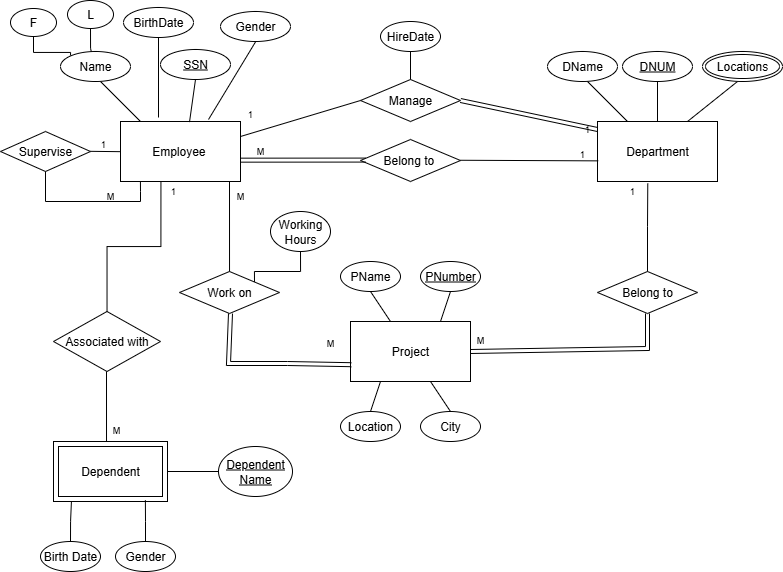 F
L
BirthDate
Gender
HireDate
Name
SSN
DName
DNUM
Locations
Manage
1
1
Supervise
1
Employee
M
Belong to
1
Department
M
1
M
1
Working
Hours
PName
PNumber
Work on
Belong to
Associated with
M
Project
M
Location
City
M
Dependent
Dependent
Name
Birth Date
Gender